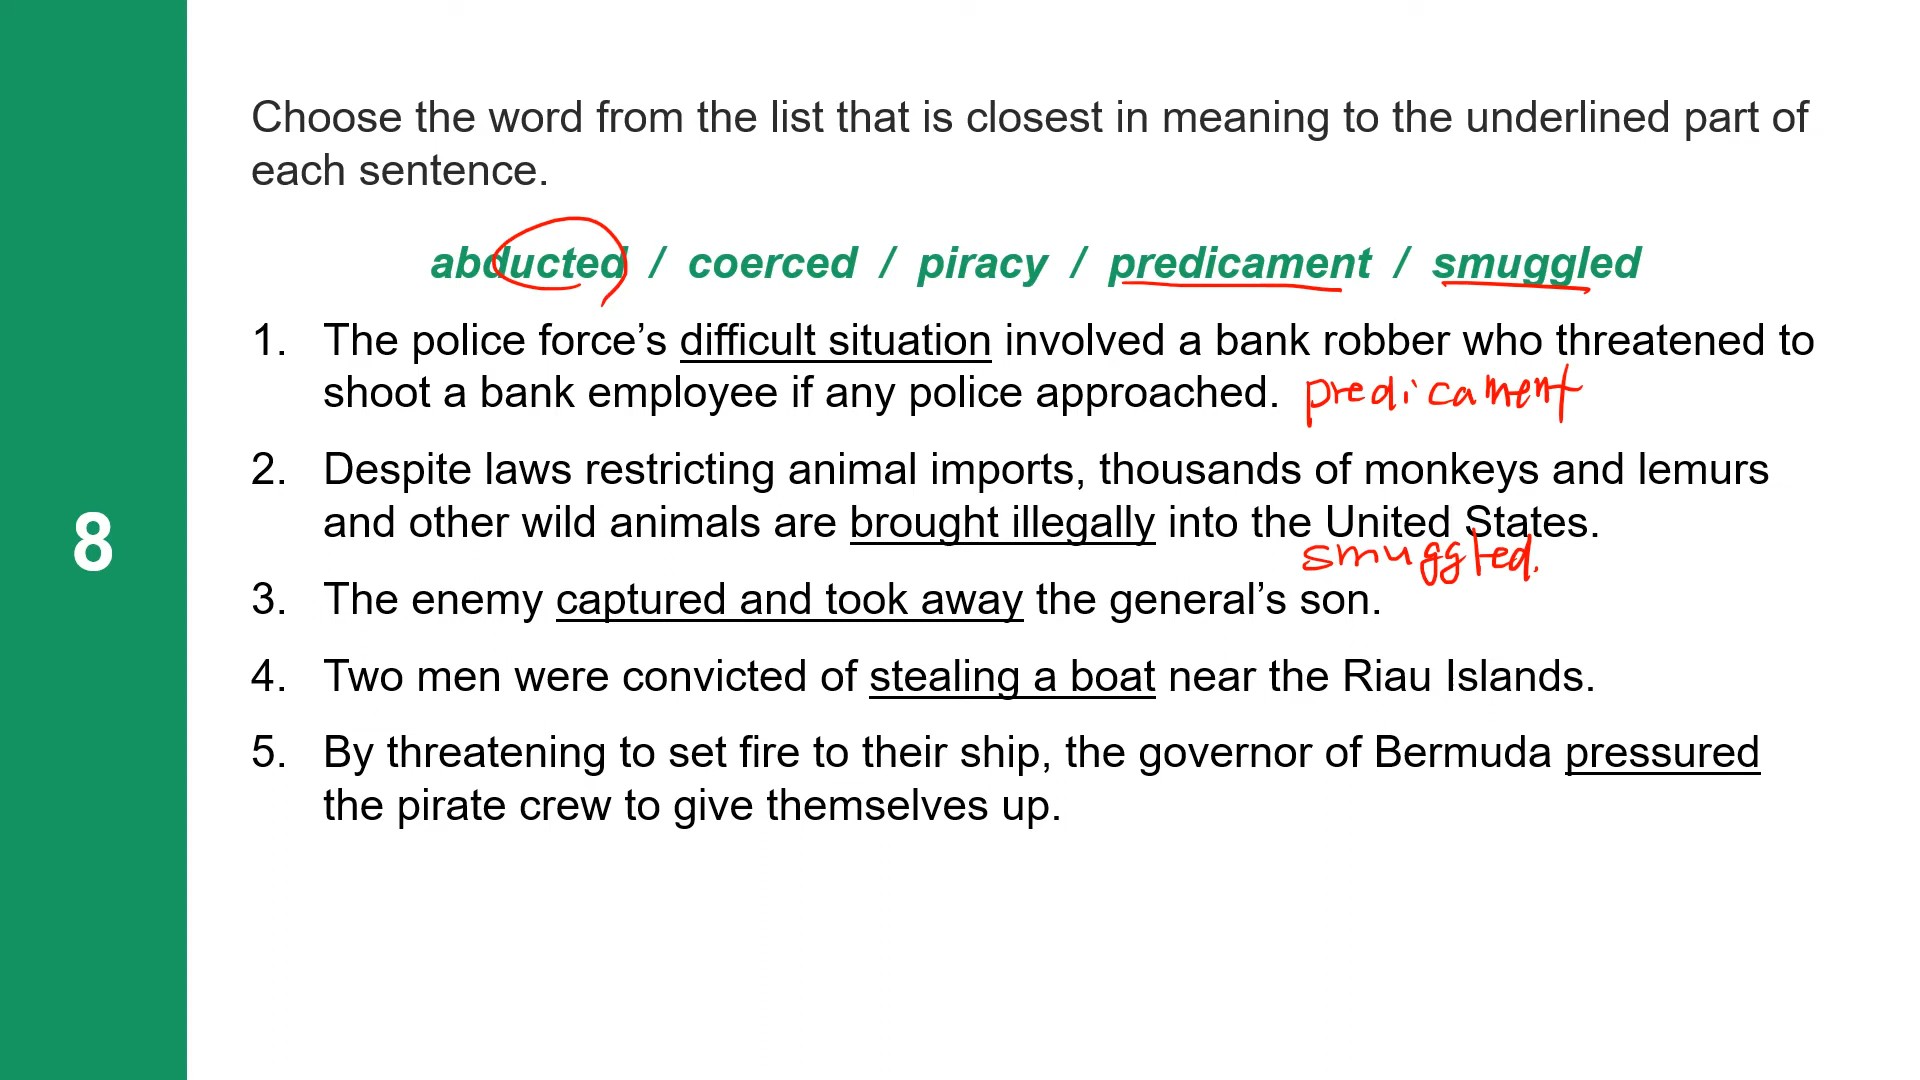 Choose the word from the list that is closest in meaning to the underlined part of
each sentence.
abducted / coerced / piracy / predicament / smuggled
1. The police force’s difficult situation involved a bank robber who threatened to
shoot a bank employee if any police approached. predicament
2. Despite laws restricting animal imports, thousands of monkeys and lemurs
and other wild animals are brought illegally into the United States.
smuggled.
8
3. The enemy captured and took away the general’s son.
4. Two men were convicted of stealing a boat near the Riau Islands.
5. By threatening to set fire to their ship, the governor of Bermuda pressured
the pirate crew to give themselves up.